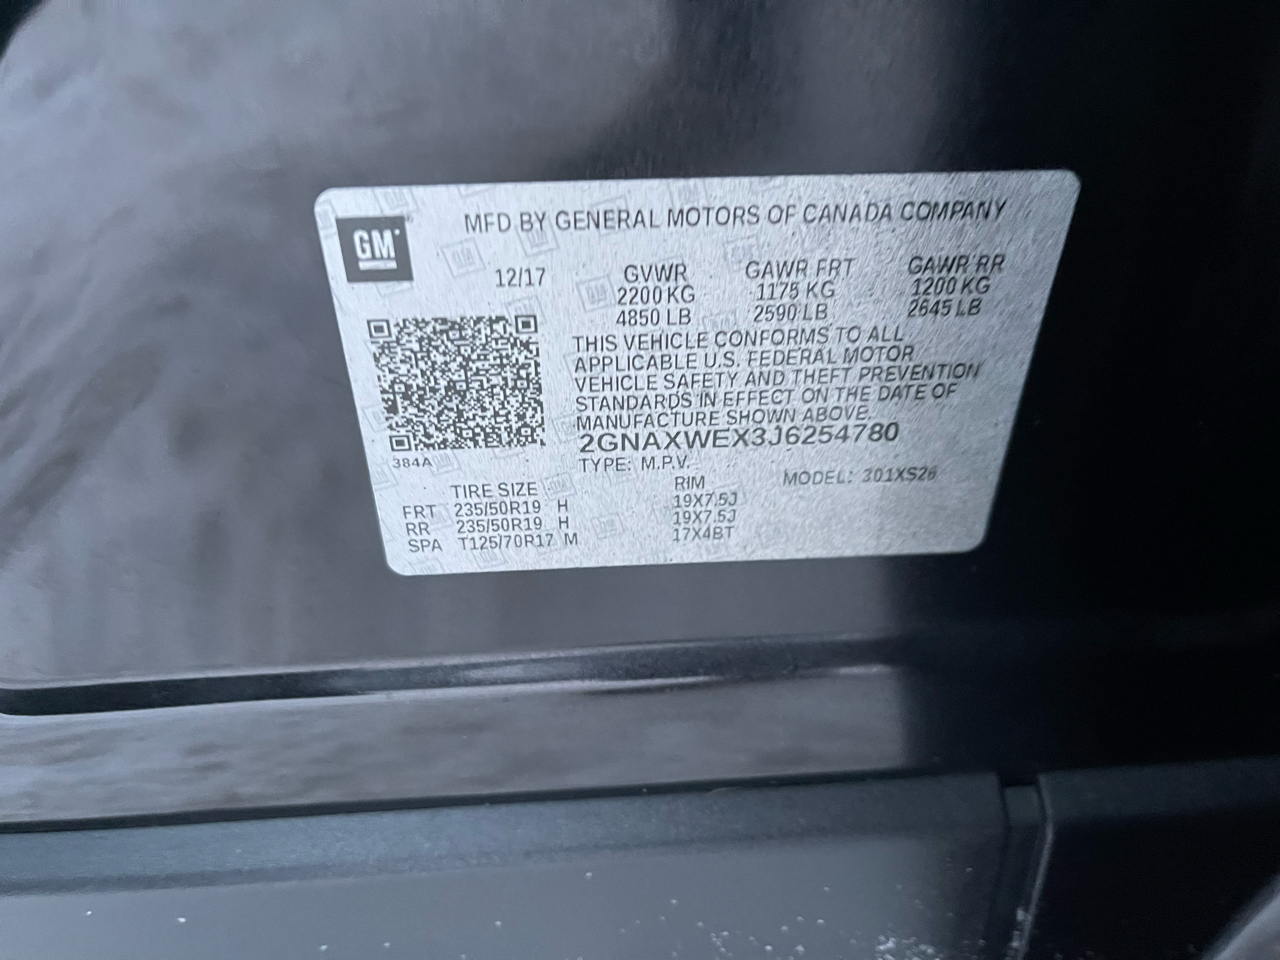 GM
MFD BY GENERAL MOTORS OF CANADA COMPANY
12/17 GVWR GAWR FRT GAWR RR
2200 KG 1175 KG 1200 KG
4850 LB 2590 LB 2645 LB
THIS VEHICLE CONFORMS TO ALL
APPLICABLE U.S. FEDERAL MOTOR
VEHICLE SAFETY AND THEFT PREVENTION
STANDARDS IN EFFECT ON THE DATE OF
MANUFACTURE SHOWN ABOVE.
2GNAXWEX3J6254780
384A
TYPE: M.P.V. MODEL: 301XS26
TIRE SIZE RIM
FRT 235/50R19 H 19X7.5J
RR 235/50R19 H 19X7.5J
SPA T125/70R17 M 17X4BT